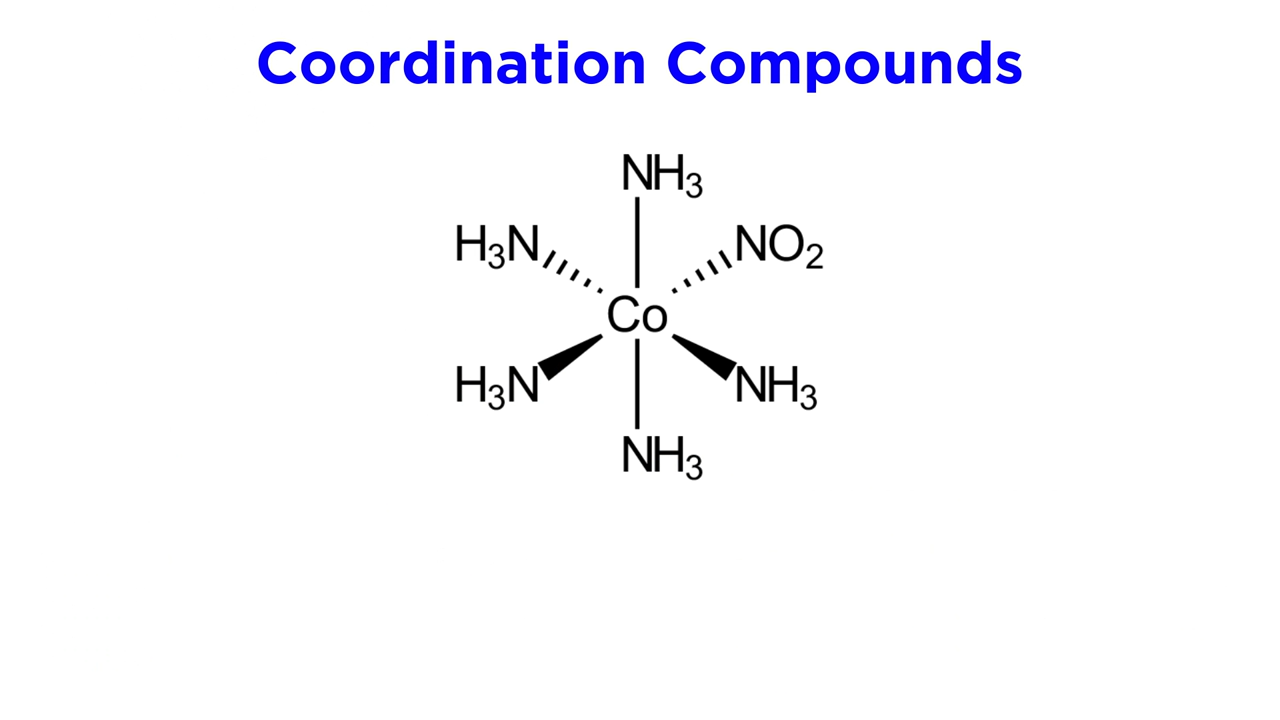 Coordination Compounds
NH₃
H₃N NO₂
Co
H₃N NH₃
NH₃